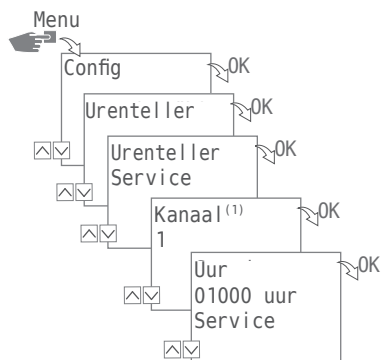 Menu
Config
OK
Urenteller
OK
Urenteller
Service
OK
Kanaal(1)
1
OK
Uur
01000 uur
Service
OK